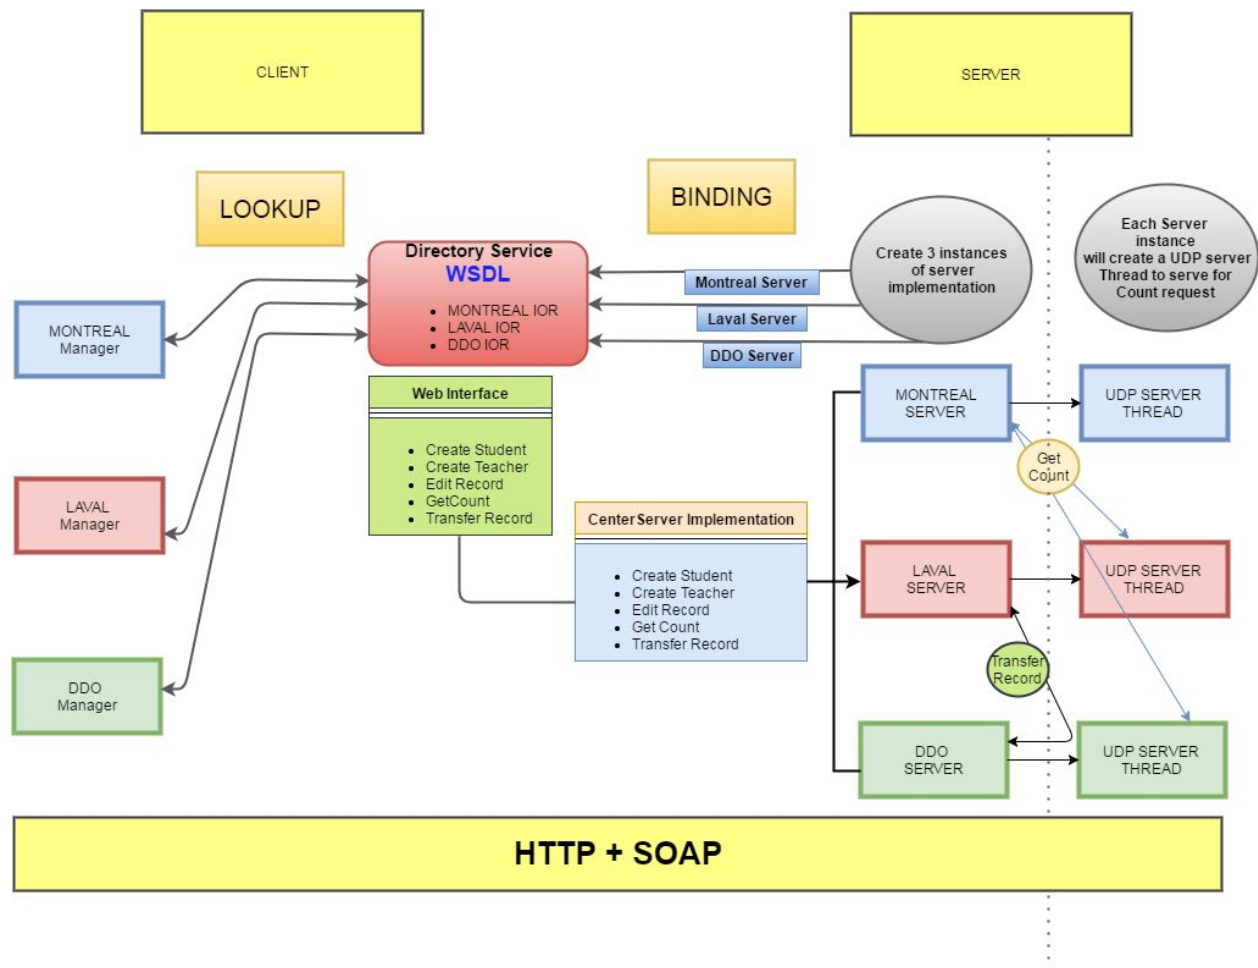 CLIENT
SERVER
LOOKUP
BINDING
Directory Service
WSDL
• MONTREAL IOR
• LAVAL IOR
• DDO IOR
Montreal Server
Laval Server
DDO Server
Create 3 instances
of server
implementation
Each Server
instance
will create a UDP server
Thread to serve for
Count request
MONTREAL
Manager
LAVAL
Manager
DDO
Manager
Web Interface
• Create Student
• Create Teacher
• Edit Record
• GetCount
• Transfer Record
CenterServer Implementation
• Create Student
• Create Teacher
• Edit Record
• Get Count
• Transfer Record
MONTREAL
SERVER
UDP SERVER
THREAD
Get
Count
LAVAL
SERVER
UDP SERVER
THREAD
Transfer
Record
DDO
SERVER
UDP SERVER
THREAD
HTTP + SOAP